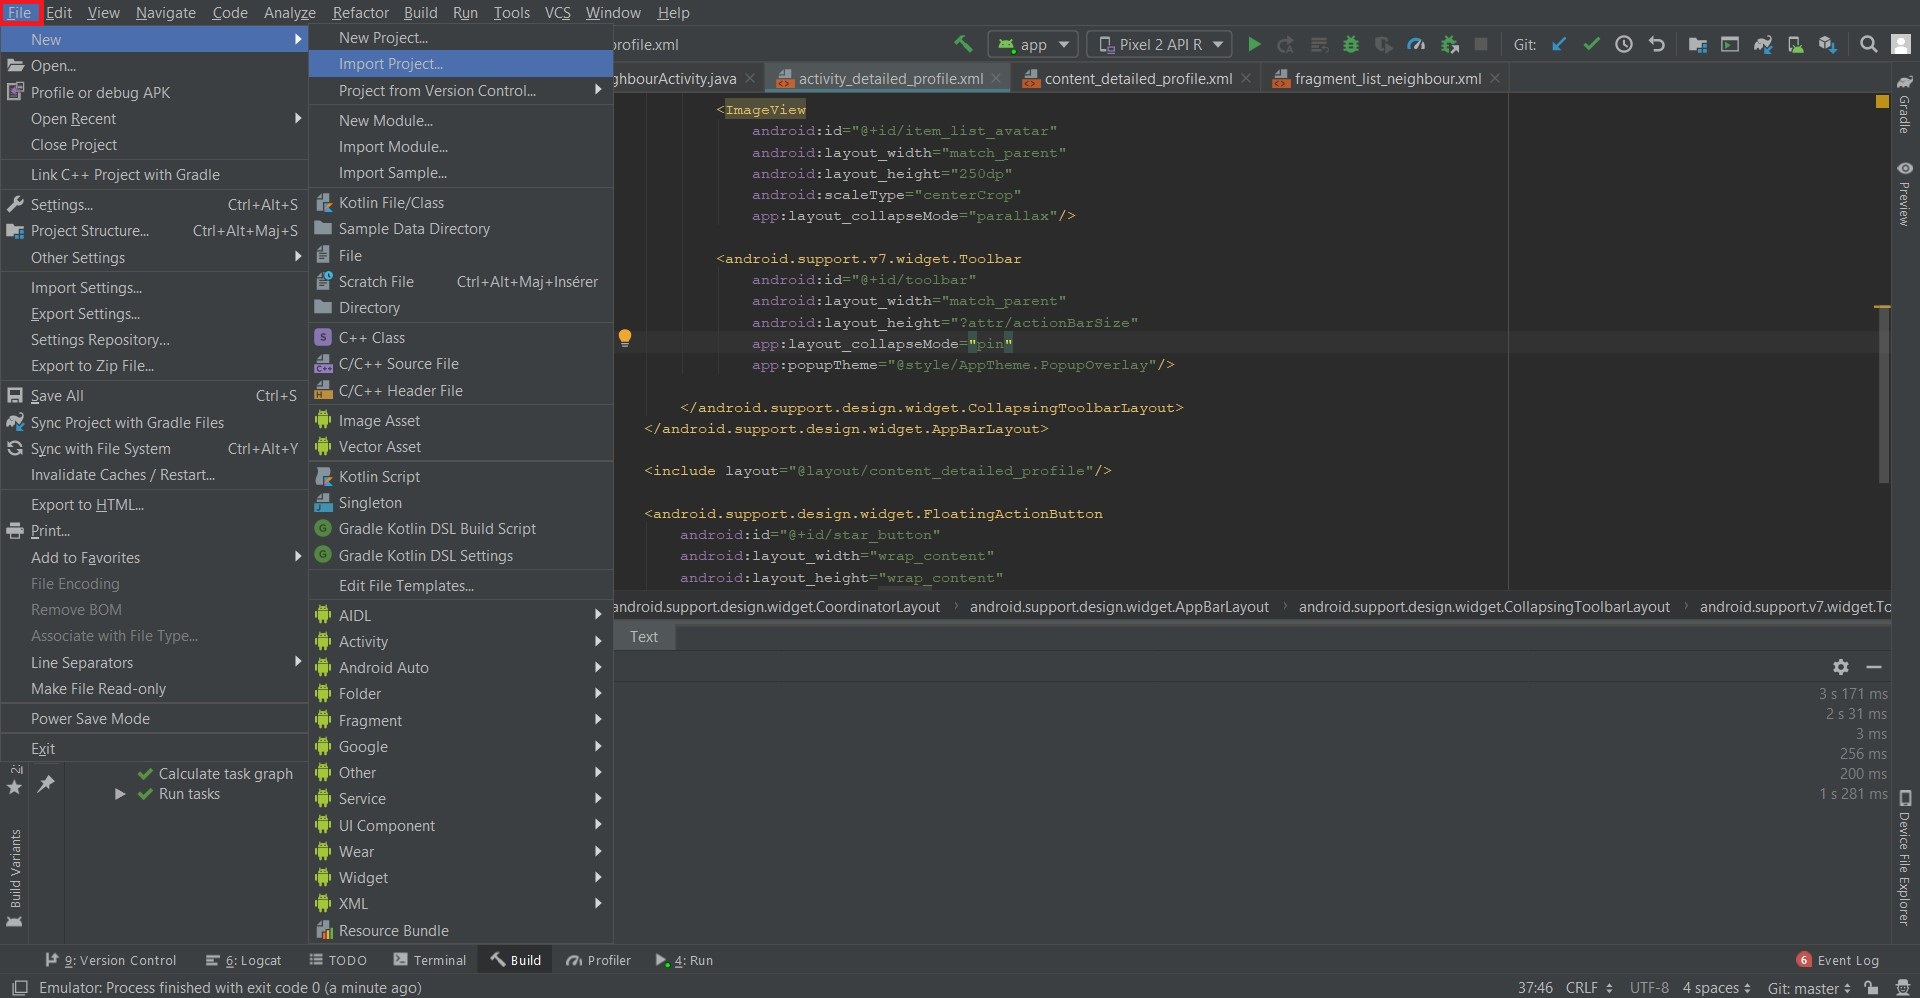 File Edit View Navigate Code Analyze Refactor Build Run Tools VCS Window Help
New
Open...
Profile or debug APK
Open Recent
Close Project
Link C++ Project with Gradle
Settings... Ctrl+Alt+S
Project Structure... Ctrl+Alt+Maj+S
Other Settings
Import Settings...
Export Settings...
Settings Repository...
Export to Zip File...
Save All Ctrl+S
Sync Project with Gradle Files
Sync with File System Ctrl+Alt+Y
Invalidate Caches / Restart...
Export to HTML...
Print...
Add to Favorites
File Encoding
Remove BOM
Associate with File Type...
Line Separators
Make File Read-only
Power Save Mode
Exit
New Project...
Import Project...
Project from Version Control...
New Module...
Import Module...
Import Sample...
Kotlin File/Class
Sample Data Directory
File
Scratch File Ctrl+Alt+Maj+Insérer
Directory
C++ Class
C/C++ Source File
C/C++ Header File
Image Asset
Vector Asset
Kotlin Script
Singleton
Gradle Kotlin DSL Build Script
Gradle Kotlin DSL Settings
Edit File Templates...
AIDL
Activity
Android Auto
Folder
Fragment
Google
Other
Service
UI Component
Wear
Widget
XML
Resource Bundle
rofile.xml app Pixel 2 API R Git:
ghbourActivity.java activity_detailed_profile.xml content_detailed_profile.xml fragment_list_neighbour.xml
<ImageView
android:id="@+id/item_list_avatar"
android:layout_width="match_parent"
android:layout_height="250dp"
android:scaleType="centerCrop"
app:layout_collapseMode="parallax"/>
<android.support.v7.widget.Toolbar
android:id="@+id/toolbar"
android:layout_width="match_parent"
android:layout_height="?attr/actionBarSize"
app:layout_collapseMode="pin"
app:popupTheme="@style/AppTheme.PopupOverlay"/>
</android.support.design.widget.CollapsingToolbarLayout>
</android.support.design.widget.AppBarLayout>
<include layout="@layout/content_detailed_profile"/>
<android.support.design.widget.FloatingActionButton
android:id="@+id/star_button"
android:layout_width="wrap_content"
android:layout_height="wrap_content"
android.support.design.widget.CoordinatorLayout android.support.design.widget.AppBarLayout android.support.design.widget.CollapsingToolbarLayout android.support.v7.widget.To
Text
3 s 171 ms
2 s 31 ms
3 ms
256 ms
200 ms
1 s 281 ms
Calculate task graph
Run tasks
2:
Build Variants
Gradle
Preview
Device File Explorer
9: Version Control 6: Logcat TODO Terminal Build Profiler 4: Run 6 Event Log
Emulator: Process finished with exit code 0 (a minute ago) 37:46 CRLF UTF-8 4 spaces Git: master